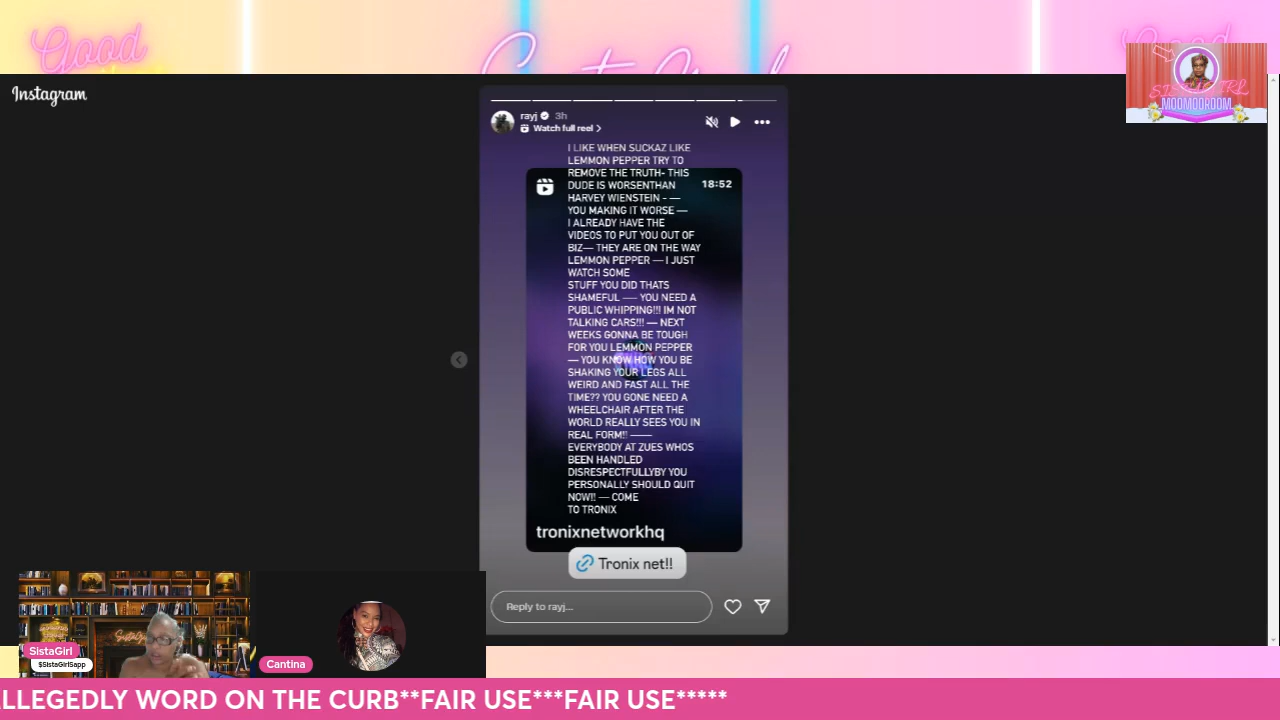 Good
SistaGirl
Good
Instagram
SISTAGIRL
MOOMOOROOM
rayj 3h
Watch full reel >
18:52
I LIKE WHEN SUCKAZ LIKE
LEMMON PEPPER TRY TO
REMOVE THE TRUTH- THIS
DUDE IS WORSENTHAN
HARVEY WIENSTEIN - —
YOU MAKING IT WORSE —
I ALREADY HAVE THE
VIDEOS TO PUT YOU OUT OF
BIZ— THEY ARE ON THE WAY
LEMMON PEPPER — I JUST
WATCH SOME
STUFF YOU DID THATS
SHAMEFUL —- YOU NEED A
PUBLIC WHIPPING!!! IM NOT
TALKING CARS!!! — NEXT
WEEKS GONNA BE TOUGH
FOR YOU LEMMON PEPPER
— YOU KNOW HOW YOU BE
SHAKING YOUR LEGS ALL
WEIRD AND FAST ALL THE
TIME?? YOU GONE NEED A
WHEELCHAIR AFTER THE
WORLD REALLY SEES YOU IN
REAL FORM!! ——
EVERYBODY AT ZUES WHOS
BEEN HANDLED
DISRESPECTFULLYBY YOU
PERSONALLY SHOULD QUIT
NOW!! — COME
TO TRONIX
tronixnetworkhq
Tronix net!!
Reply to rayj...
SistaGirl
$SistaGirlSapp
Cantina
LLEGEDLY WORD ON THE CURB**FAIR USE***FAIR USE*****